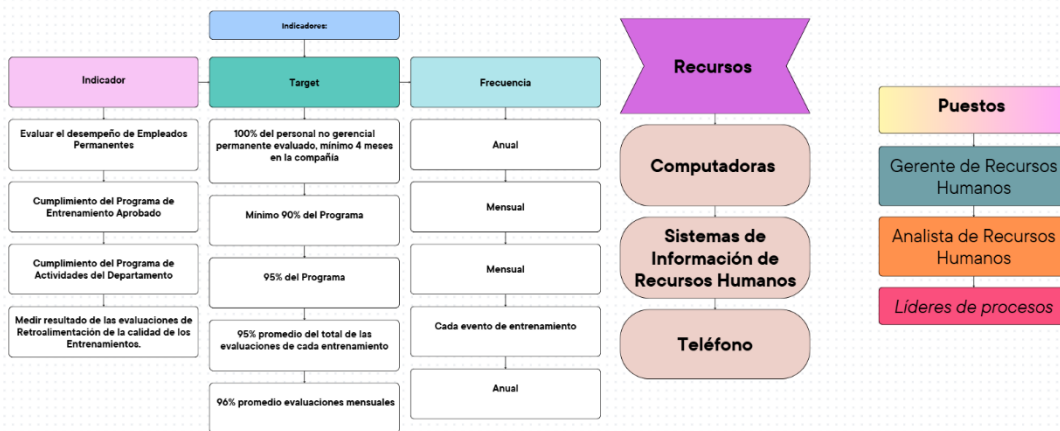 Indicadores:
Indicador
Target
Frecuencia
Evaluar el desempeño de Empleados
Permanentes
100% del personal no gerencial
permanente evaluado, mínimo 4 meses
en la compañía
Anual
Cumplimiento del Programa de
Entrenamiento Aprobado
Mínimo 90% del Programa
Mensual
Cumplimiento del Programa de
Actividades del Departamento
95% del Programa
Mensual
Medir resultado de las evaluaciones de
Retroalimentación de la calidad de los
Entrenamientos.
95% promedio del total de las
evaluaciones de cada entrenamiento
Cada evento de entrenamiento
96% promedio evaluaciones mensuales
Anual
Recursos
Computadoras
Sistemas de
Información de
Recursos Humanos
Teléfono
Puestos
Gerente de Recursos
Humanos
Analista de Recursos
Humanos
Líderes de procesos